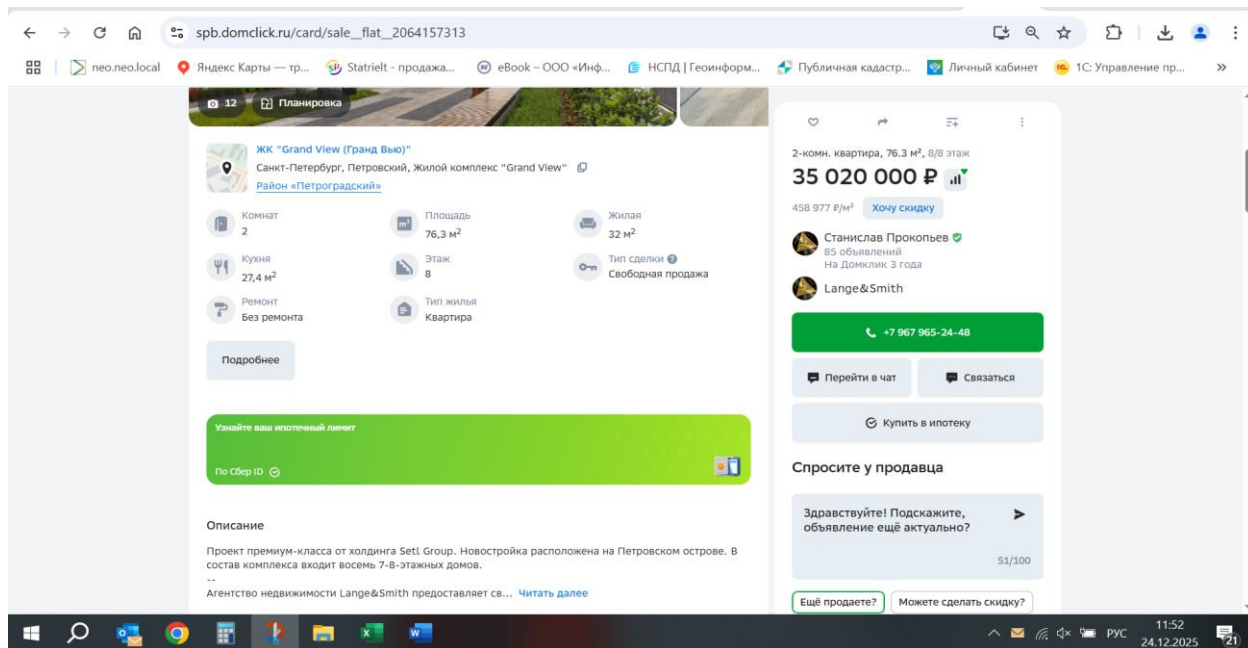 spb.domclick.ru/card/sale__flat__2064157313
neo.neo.local
Яндекс Карты — тр...
Statrielt - продажа...
eBook – ООО «Инф...
НСПД | Геоинформ...
Публичная кадастр...
Личный кабинет
1С: Управление пр...
»
12
Планировка
ЖК "Grand View (Гранд Вью)"
Санкт-Петербург, Петровский, Жилой комплекс "Grand View"
Район «Петроградский»
Комнат
2
Площадь
76,3 м²
Жилая
32 м²
Кухня
27,4 м²
Этаж
8
Тип сделки
Свободная продажа
Ремонт
Без ремонта
Тип жилья
Квартира
Подробнее
Узнайте ваш ипотечный лимит
По Сбер ID
Описание
Проект премиум-класса от холдинга Setl Group. Новостройка расположена на Петровском острове. В
состав комплекса входит восемь 7-8-этажных домов.
--
Агентство недвижимости Lange&Smith предоставляет св... Читать далее
2-комн. квартира, 76.3 м², 8/8 этаж
35 020 000 ₽
458 977 ₽/м²
Хочу скидку
Станислав Прокопьев
85 объявлений
На Домклик 3 года
Lange&Smith
+7 967 965-24-48
Перейти в чат
Связаться
Купить в ипотеку
Спросите у продавца
Здравствуйте! Подскажите,
объявление ещё актуально?
51/100
Ещё продаете?
Можете сделать скидку?
РУС
11:52
24.12.2025
21